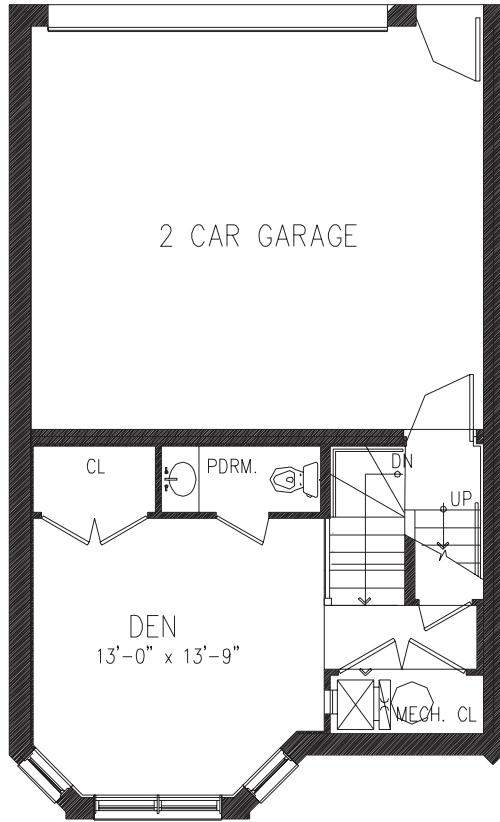 2 CAR GARAGE
CL
PDRM.
DN
UP
DEN
13'-0" x 13'-9"
MECH. CL